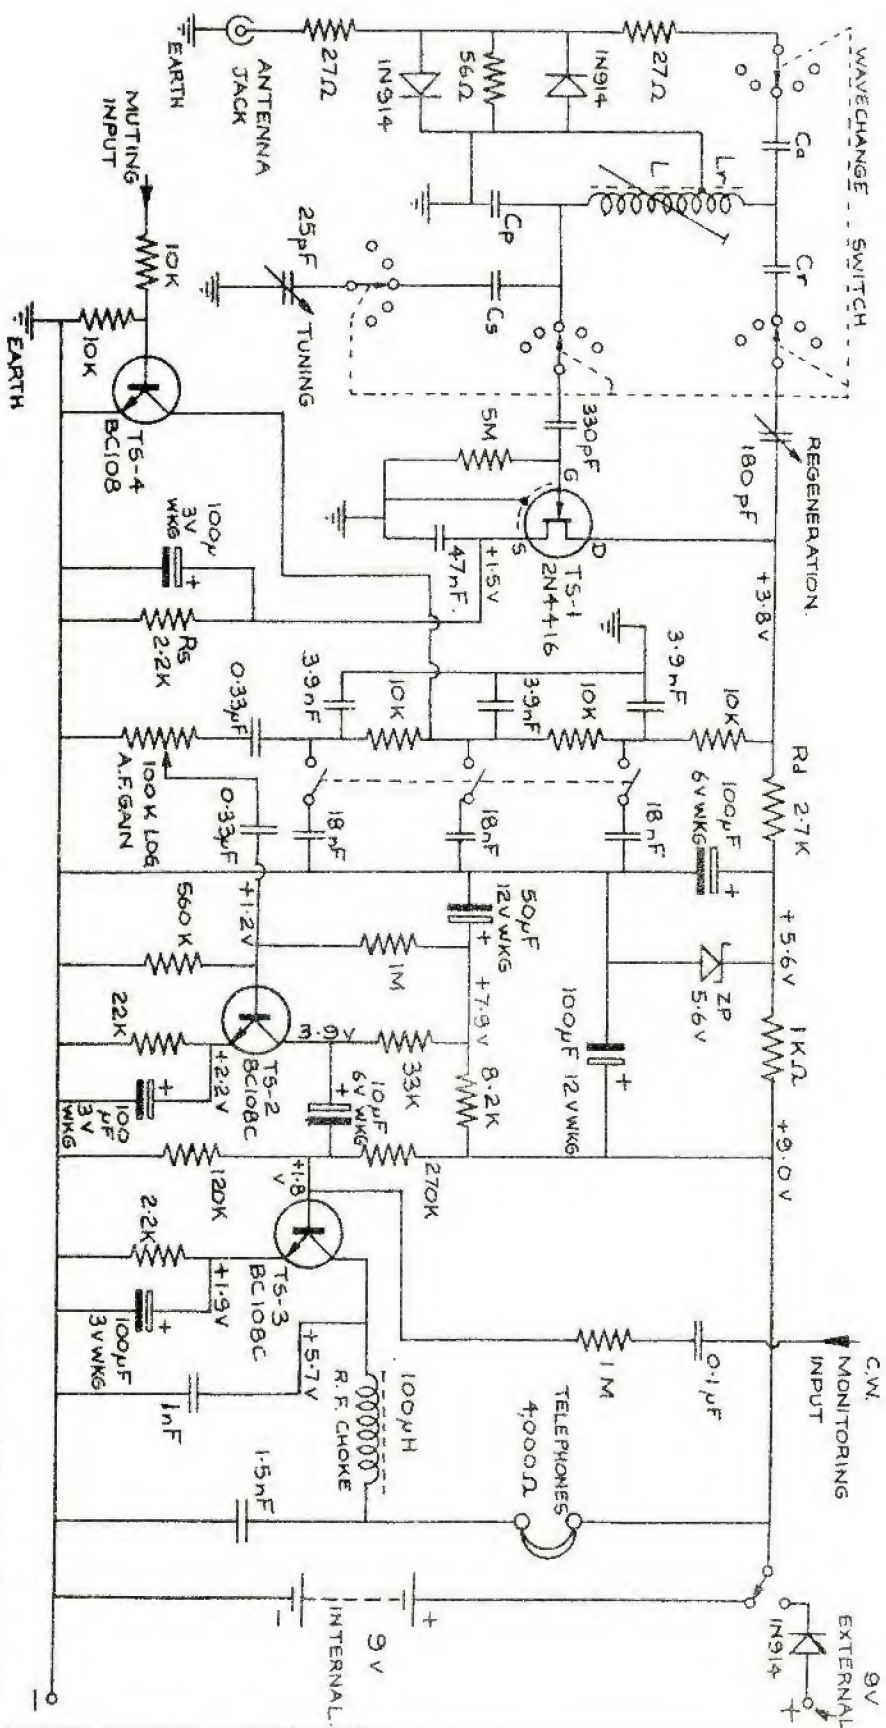 WAVECHANGE SWITCH
27Ω
Ca
Cr
REGENERATION.
180 pF
+3.8V
Rd
2.7K
+5.6V
1KΩ
+9.0V
C.W.
MONITORING
INPUT
9V
EXTERNAL
+
1N914
1N914
Lr
L
56Ω
1N914
27Ω
Cp
Cs
330pF
5M
G
D
S
TS-1
2N4416
47nF.
+1.5V
3.9nF
10K
3.9nF
10K
3.9nF
10K
100μF
6V WKG
+
ZP
5.6V
18nF
18nF
18nF
100μF 12V WKG
+
50μF
12V WKG
+
+7.9V
8.2K
1M
33K
3.9V
10μF
6V WKG
+
270K
0.1μF
1M
TELEPHONES
4,000Ω
9V
INTERNAL.
+
-
ANTENNA
JACK
EARTH
25pF
TUNING
MUTING
INPUT
10K
10K
EARTH
TS-4
BC108
100μ
3V
WKG
+
Rs
2.2K
0.33μF
100K LOG
A.F.GAIN
0.33μF
+1.2V
560K
22K
TS-2
BC108C
+2.2V
+
100
μF
3V
WKG
120K
+1.8
V
TS-3
BC108C
2.2K
+1.9V
+
100μF
3V WKG
+5.7V
1nF
100μH
R.F. CHOKE
1.5nF
-